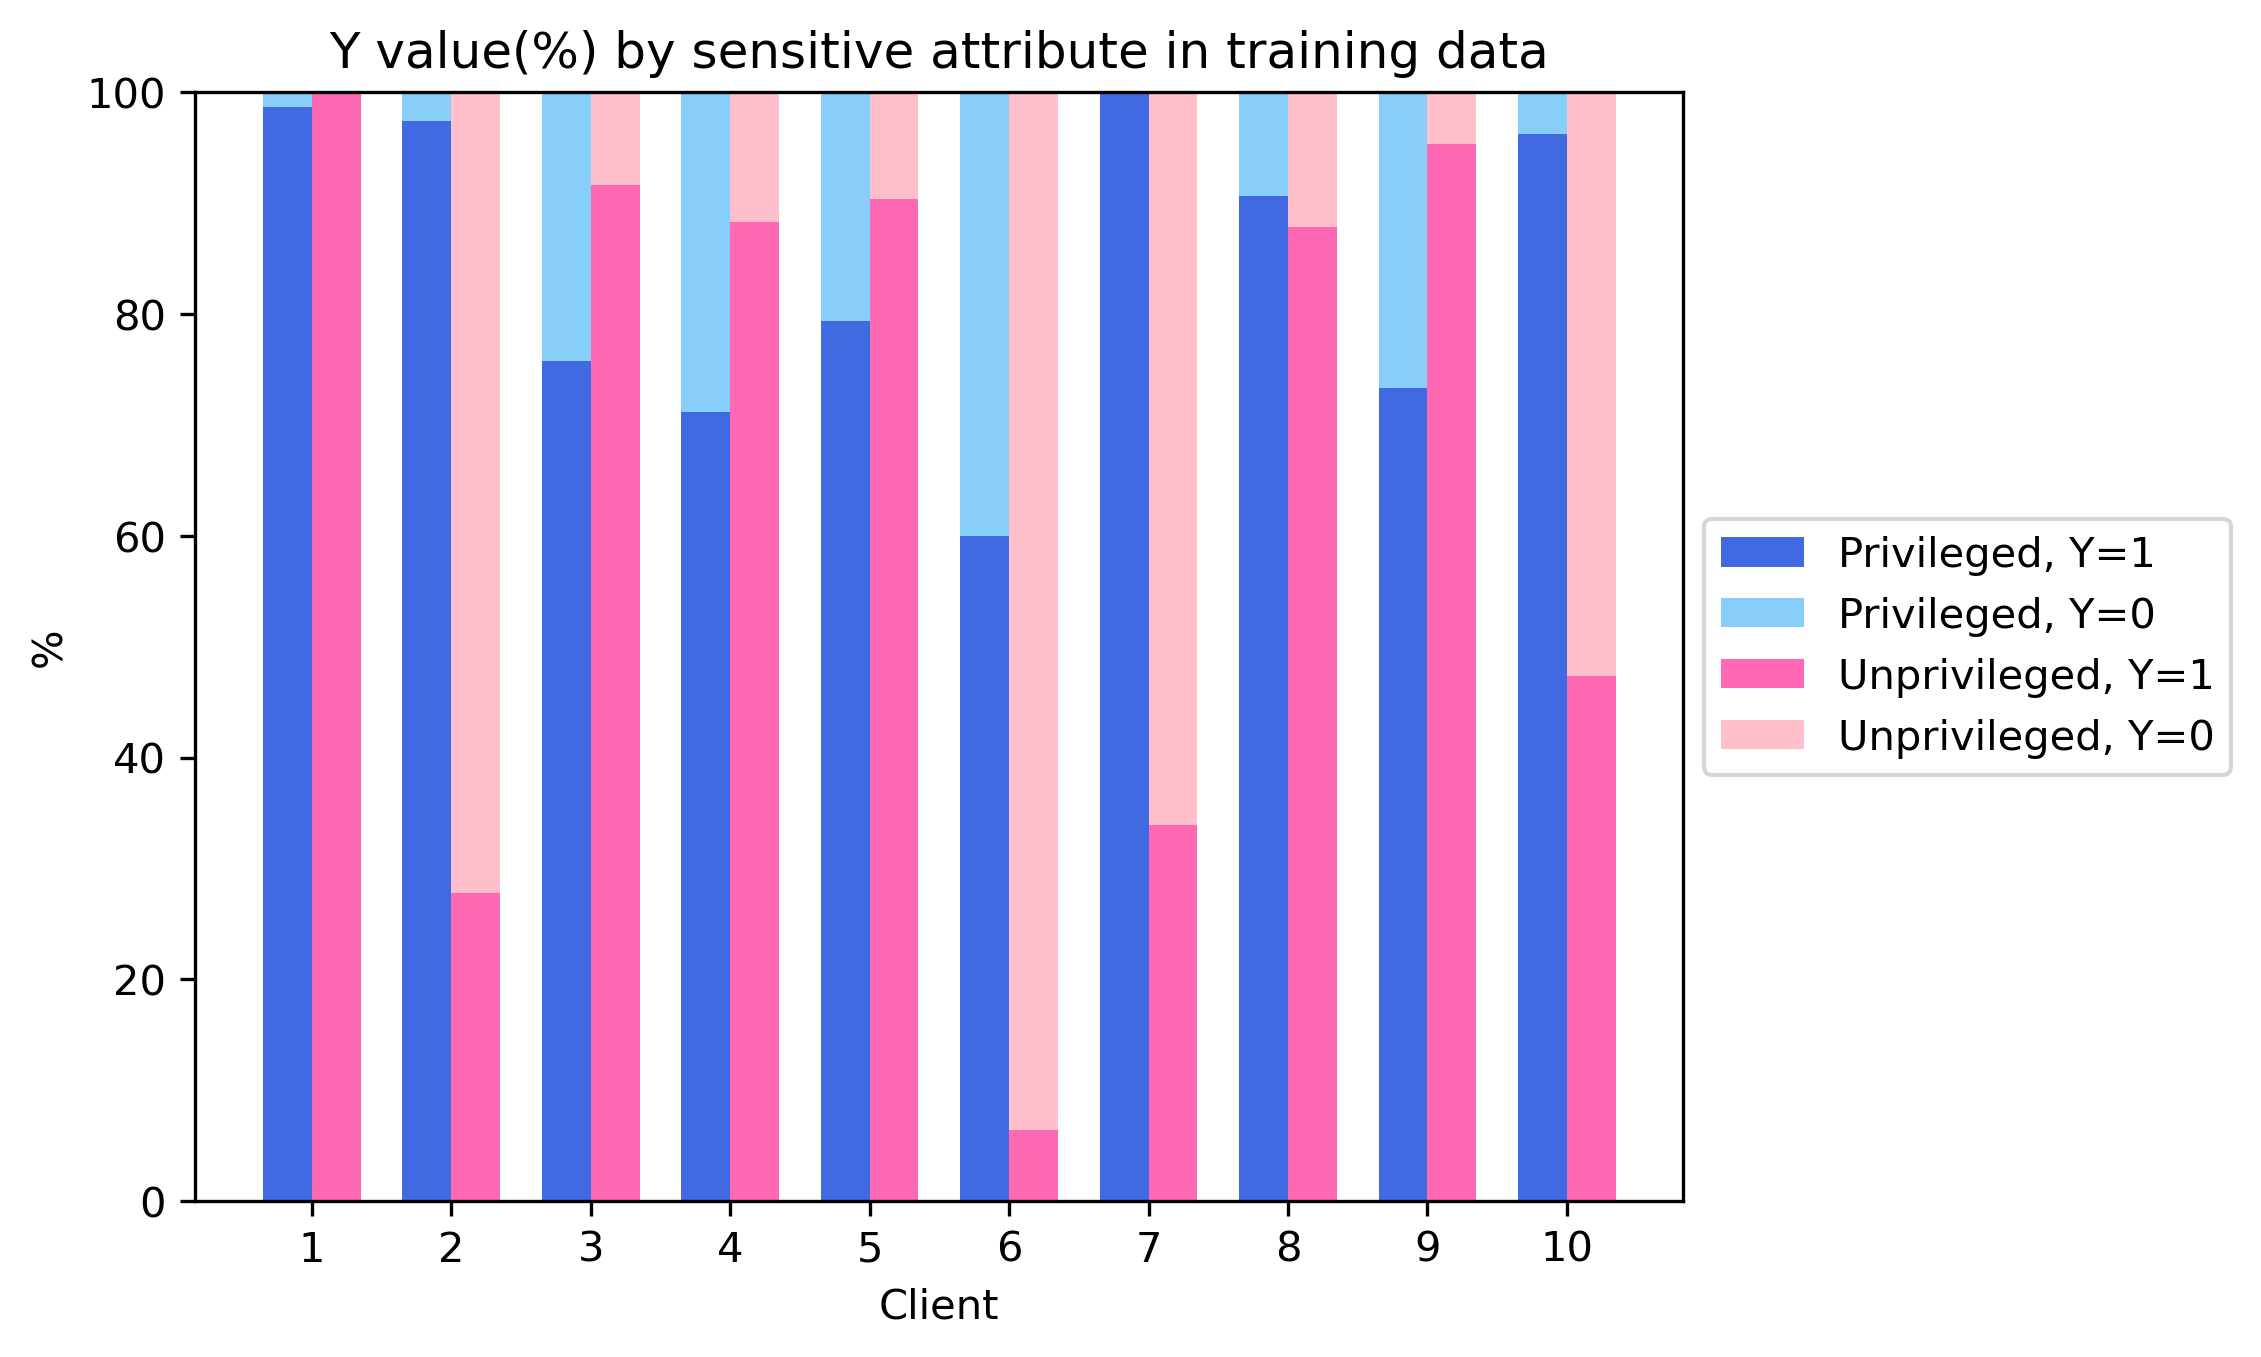 Y value(%) by sensitive attribute in training data
100
80
60
40
20
0
%
1 2 3 4 5 6 7 8 9 10
Client
Privileged, Y=1
Privileged, Y=0
Unprivileged, Y=1
Unprivileged, Y=0